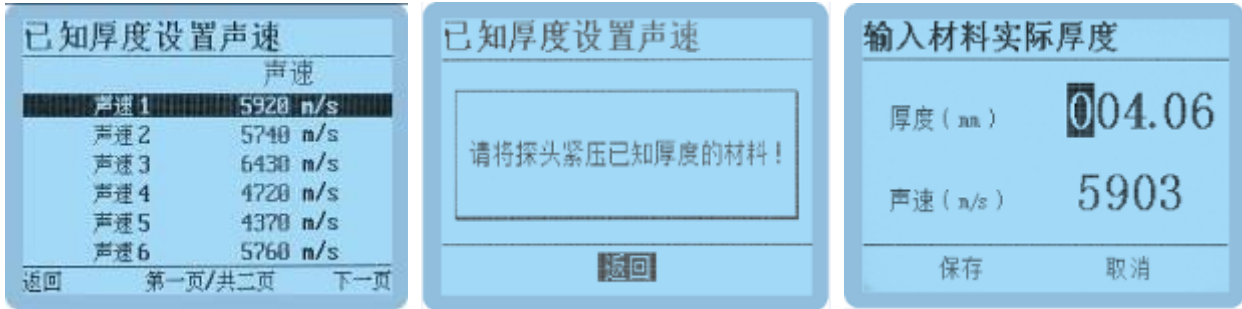 已知厚度设置声速
声速
声速1 5920 m/s
声速2 5740 m/s
声速3 6430 m/s
声速4 4720 m/s
声速5 4370 m/s
声速6 5760 m/s
返回 第一页/共二页 下一页
已知厚度设置声速
请将探头紧压已知厚度的材料！
返回
输入材料实际厚度
厚度（mm） 004.06
声速（m/s） 5903
保存 取消